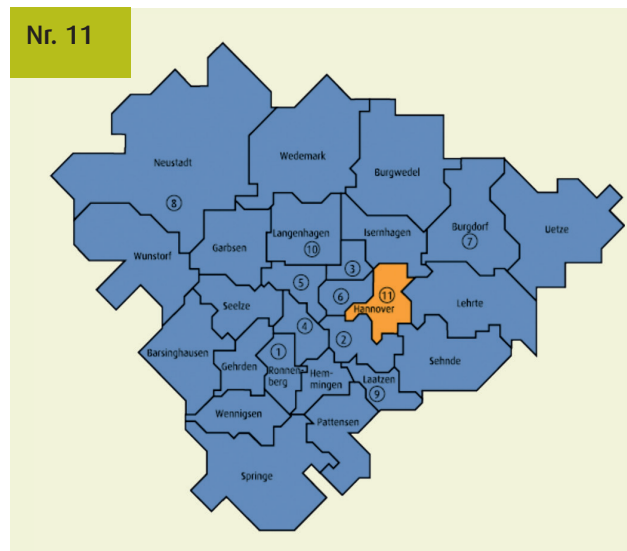 Nr. 11
Neustadt
Wedemark
Burgwedel
8
Burgdorf
7
Uetze
Langenhagen
10
Isernhagen
Garbsen
Wunstorf
3
5
6
11
Hannover
Lehrte
Seelze
4
2
1
Barsinghausen
Gehrden
Ronnen-
berg
Hem-
mingen
Laatzen
9
Sehnde
Wennigsen
Pattensen
Springe